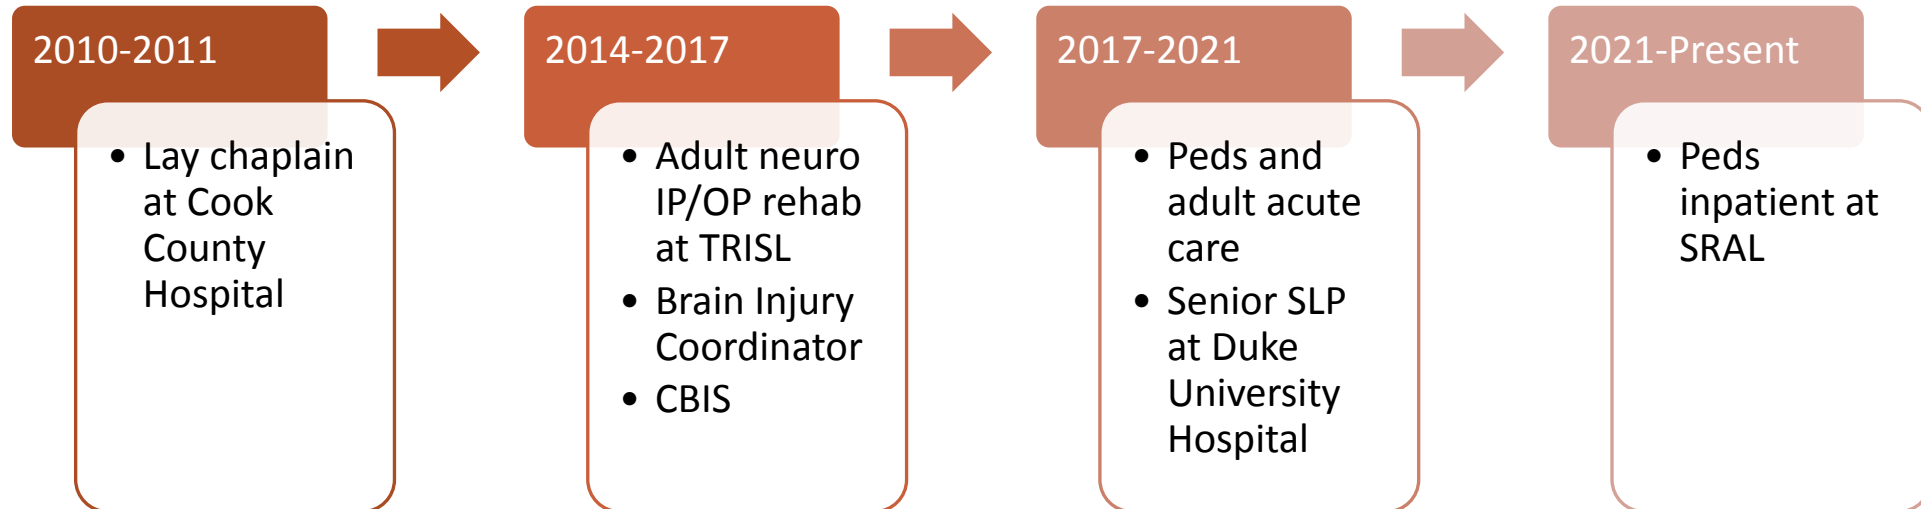 2010-2011
• Lay chaplain
at Cook
County
Hospital
2014-2017
• Adult neuro
IP/OP rehab
at TRISL
• Brain Injury
Coordinator
• CBIS
2017-2021
• Peds and
adult acute
care
• Senior SLP
at Duke
University
Hospital
2021-Present
• Peds
inpatient at
SRAL